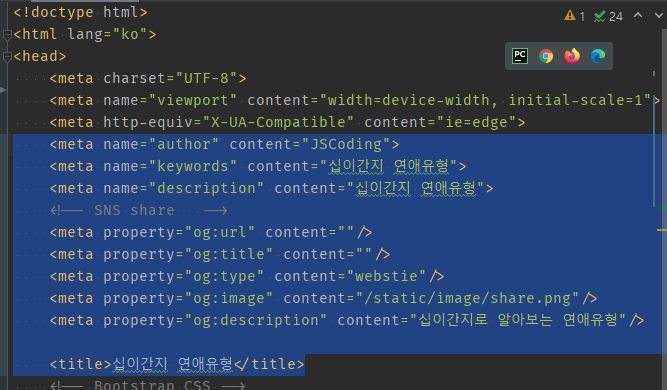 <!doctype html>
1 24
<html lang="ko">
<head>
PC
<meta charset="UTF-8">
<meta name="viewport" content="width=device-width, initial-scale=1">
<meta http-equiv="X-UA-Compatible" content="ie=edge">
<meta name="author" content="JSCoding">
<meta name="keywords" content="십이간지 연애유형">
<meta name="description" content="십이간지 연애유형">
<!-- SNS share -->
<meta property="og:url" content=""/>
<meta property="og:title" content=""/>
<meta property="og:type" content="webstie"/>
<meta property="og:image" content="/static/image/share.png"/>
<meta property="og:description" content="십이간지로 알아보는 연애유형"/>
<title>십이간지 연애유형</title>
<!-- Bootstrap CSS -->